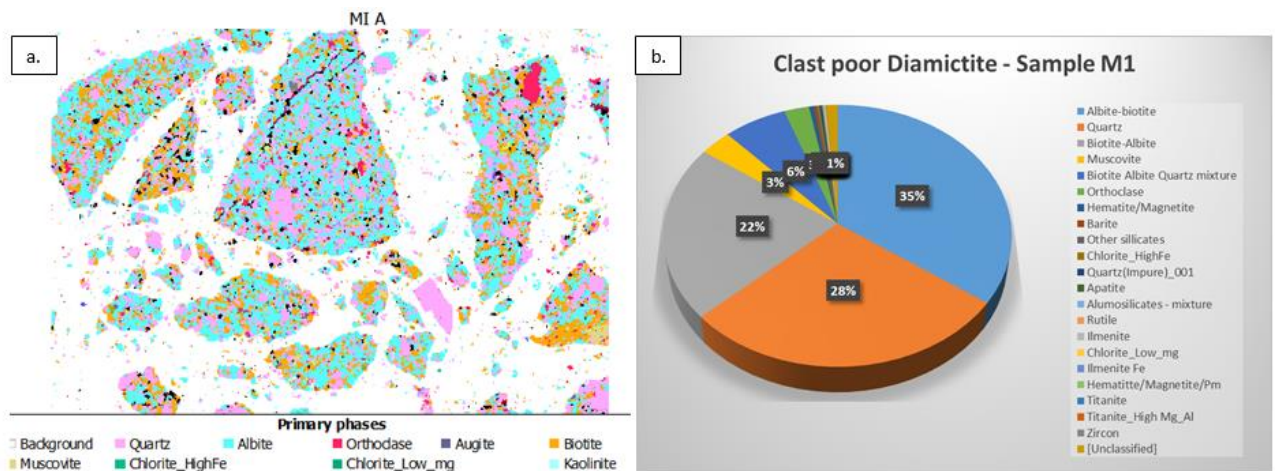 MI A
a.
Primary phases
Background Quartz Albite Orthoclase Augite Biotite
Muscovite Chlorite_HighFe Chlorite_Low_mg Kaolinite
b.
Clast poor Diamictite - Sample M1
35%
28%
22%
3%
6%
1%
Albite-biotite
Quartz
Biotite-Albite
Muscovite
Biotite Albite Quartz mixture
Orthoclase
Hematite/Magnetite
Barite
Other sillicates
Chlorite_HighFe
Quartz(Impure)_001
Apatite
Alumosilicates - mixture
Rutile
Ilmenite
Chlorite_Low_mg
Ilmenite Fe
Hematitte/Magnetite/Pm
Titanite
Titanite_High Mg_Al
Zircon
[Unclassified]